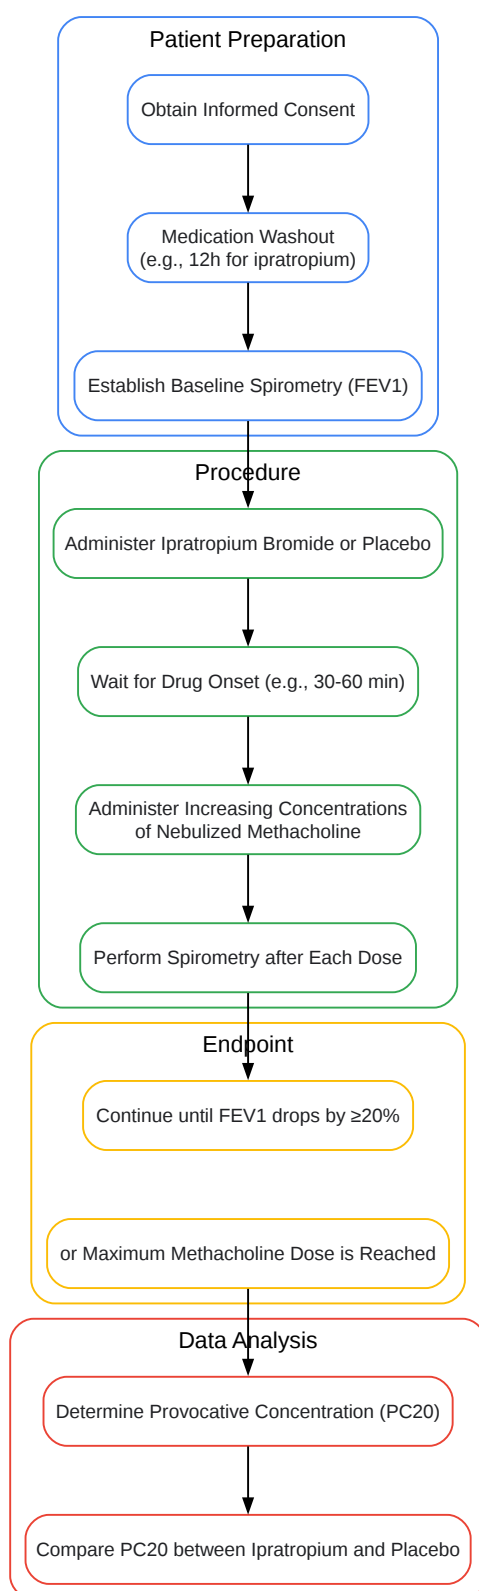 Patient Preparation
Obtain Informed Consent
Medication Washout
(e.g., 12h for ipratropium)
Establish Baseline Spirometry (FEV1)
Procedure
Administer Ipratropium Bromide or Placebo
Wait for Drug Onset (e.g., 30-60 min)
Administer Increasing Concentrations
of Nebulized Methacholine
Perform Spirometry after Each Dose
Endpoint
Continue until FEV1 drops by ≥20%
or Maximum Methacholine Dose is Reached
Data Analysis
Determine Provocative Concentration (PC20)
Compare PC20 between Ipratropium and Placebo